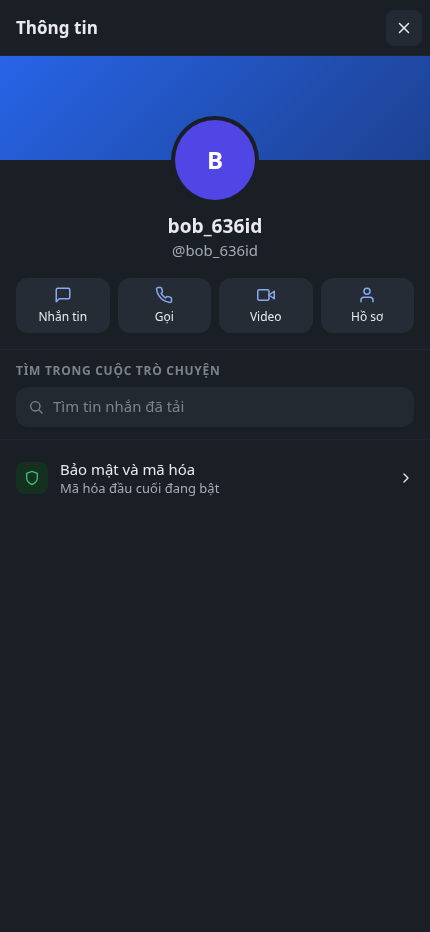 Thông tin
B
bob_636id
@bob_636id
Nhắn tin
Gọi
Video
Hồ sơ
TÌM TRONG CUỘC TRÒ CHUYỆN
Tìm tin nhắn đã tải
Bảo mật và mã hóa
Mã hóa đầu cuối đang bật